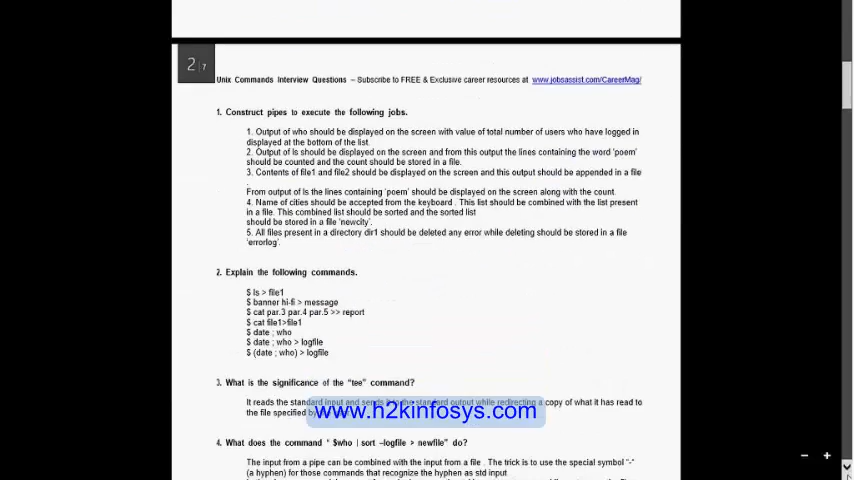 2|7
Unix Commands Interview Questions – Subscribe to FREE & Exclusive career resources at www.jobsassist.com/CareerMag/
1. Construct pipes to execute the following jobs.
1. Output of who should be displayed on the screen with value of total number of users who have logged in
displayed at the bottom of the list.
2. Output of ls should be displayed on the screen and from this output the lines containing the word 'poem'
should be counted and the count should be stored in a file.
3. Contents of file1 and file2 should be displayed on the screen and this output should be appended in a file
.
From output of ls the lines containing 'poem' should be displayed on the screen along with the count.
4. Name of cities should be accepted from the keyboard . This list should be combined with the list present
in a file. This combined list should be sorted and the sorted list
should be stored in a file 'newcity'.
5. All files present in a directory dir1 should be deleted any error while deleting should be stored in a file
'errorlog'.
2. Explain the following commands.
$ ls > file1
$ banner hi-fi > message
$ cat par.3 par.4 par.5 >> report
$ cat file1>file1
$ date ; who
$ date ; who > logfile
$ (date ; who) > logfile
3. What is the significance of the "tee" command?
It reads the standard input and sends it to the standard output while redirecting a copy of what it has read to
the file specified by
www.h2kinfosys.com
4. What does the command " $who | sort –logfile > newfile" do?
The input from a pipe can be combined with the input from a file . The trick is to use the special symbol "-"
(a hyphen) for those commands that recognize the hyphen as std input